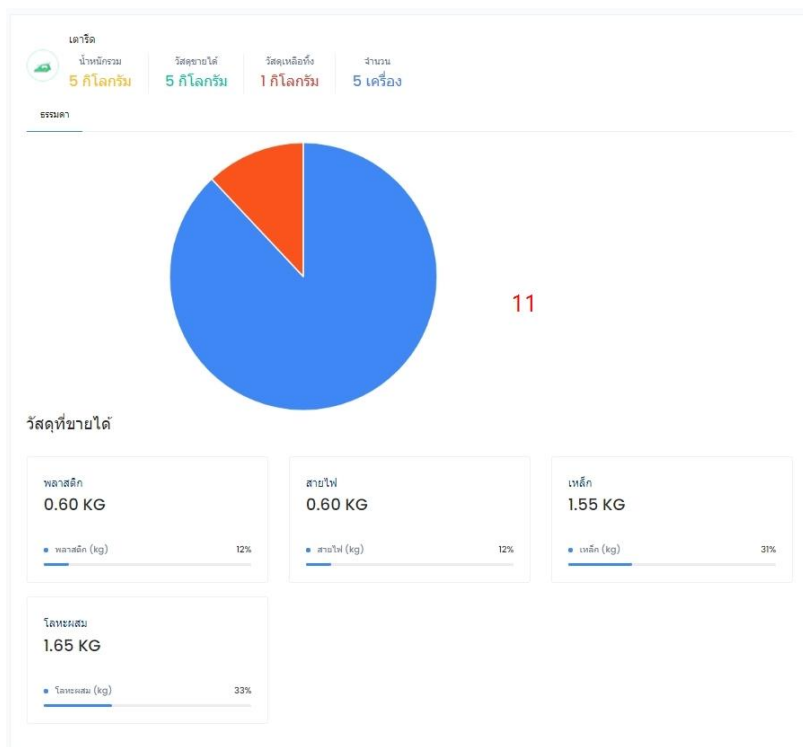 เตารีด
น้ำหนักรวม วัสดุขายได้ วัสดุเหลือทิ้ง จำนวน
5 กิโลกรัม 5 กิโลกรัม 1 กิโลกรัม 5 เครื่อง
ธรรมดา
11
วัสดุที่ขายได้
พลาสติก สายไฟ เหล็ก
0.60 KG 0.60 KG 1.55 KG
พลาสติก (kg) 12% สายไฟ (kg) 12% เหล็ก (kg) 31%
โลหะผสม
1.65 KG
โลหะผสม (kg) 33%